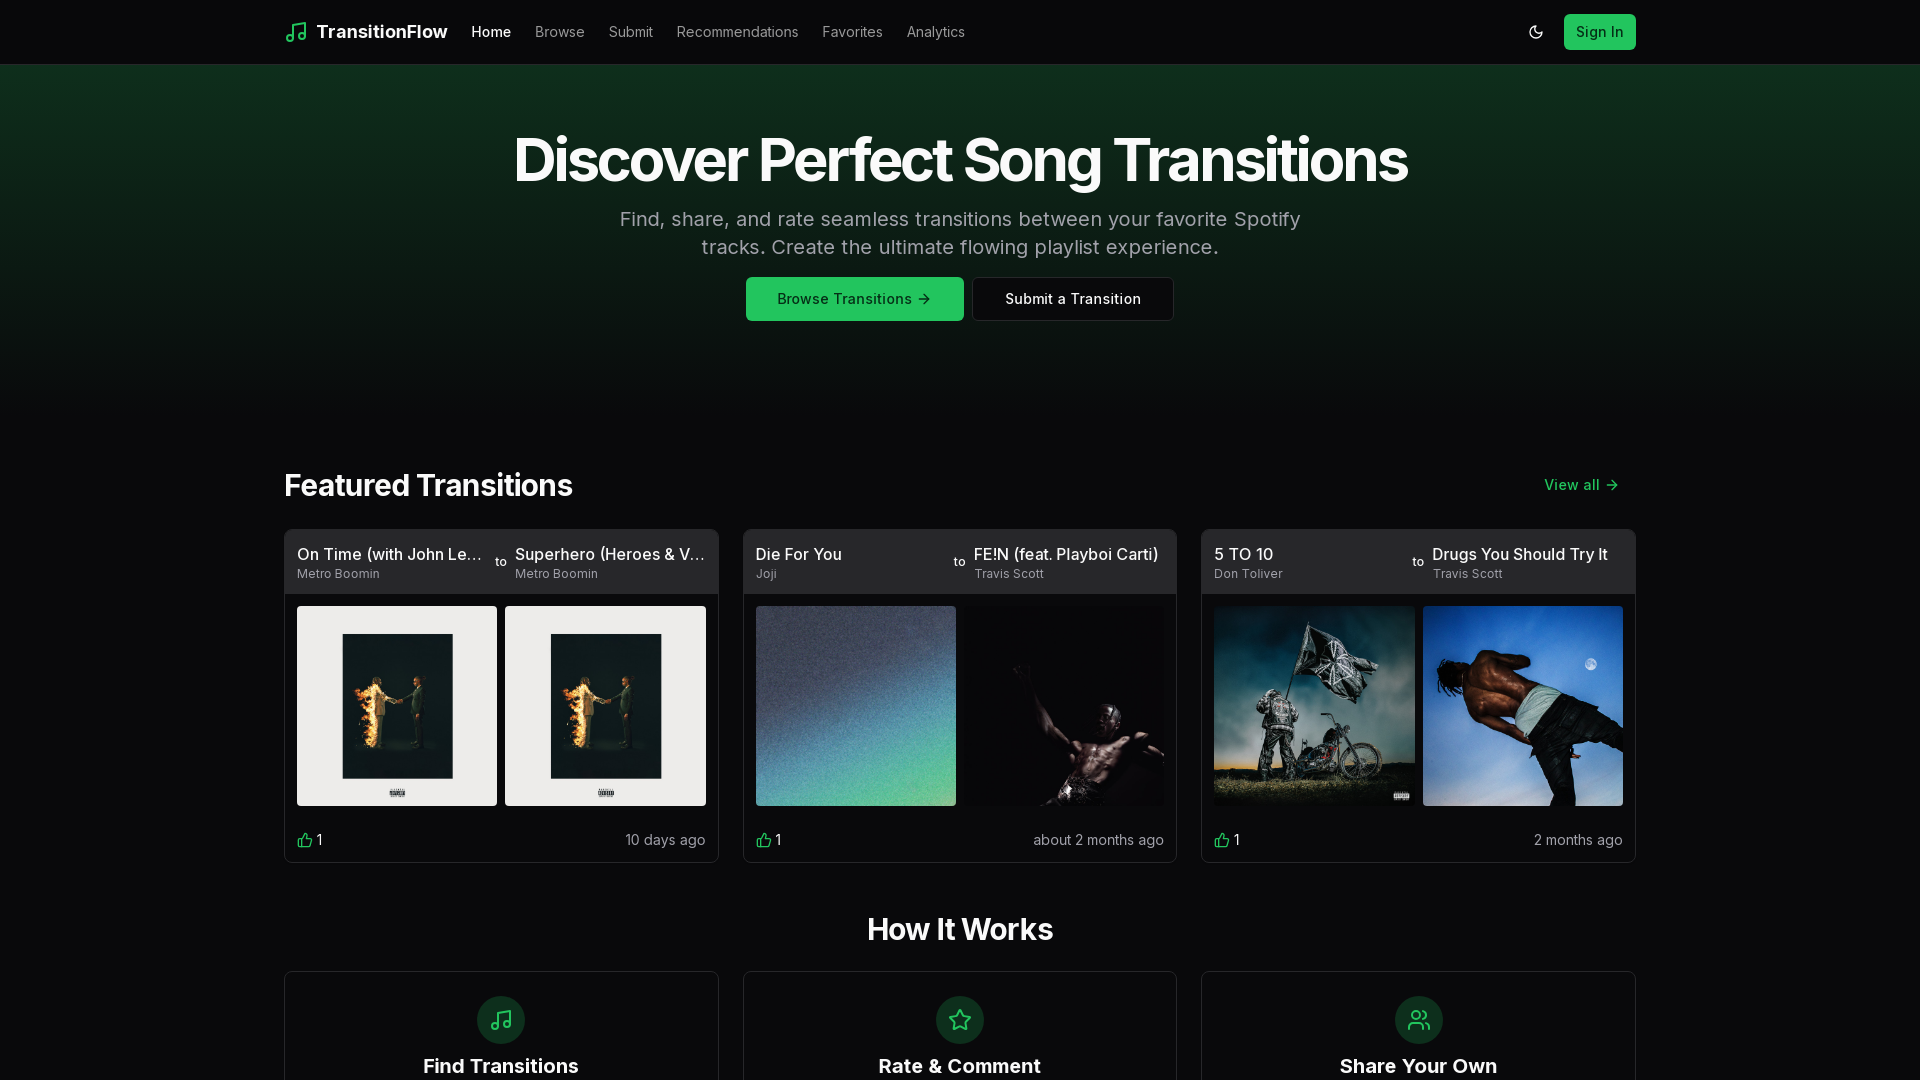 TransitionFlow
Home
Browse
Submit
Recommendations
Favorites
Analytics
Sign In
Discover Perfect Song Transitions
Find, share, and rate seamless transitions between your favorite Spotify
tracks. Create the ultimate flowing playlist experience.
Browse Transitions
Submit a Transition
Featured Transitions
View all
On Time (with John Le...
Metro Boomin
to
Superhero (Heroes & V...
Metro Boomin
1
10 days ago
Die For You
Joji
to
FE!N (feat. Playboi Carti)
Travis Scott
1
about 2 months ago
5 TO 10
Don Toliver
to
Drugs You Should Try It
Travis Scott
1
2 months ago
How It Works
Find Transitions
Rate & Comment
Share Your Own